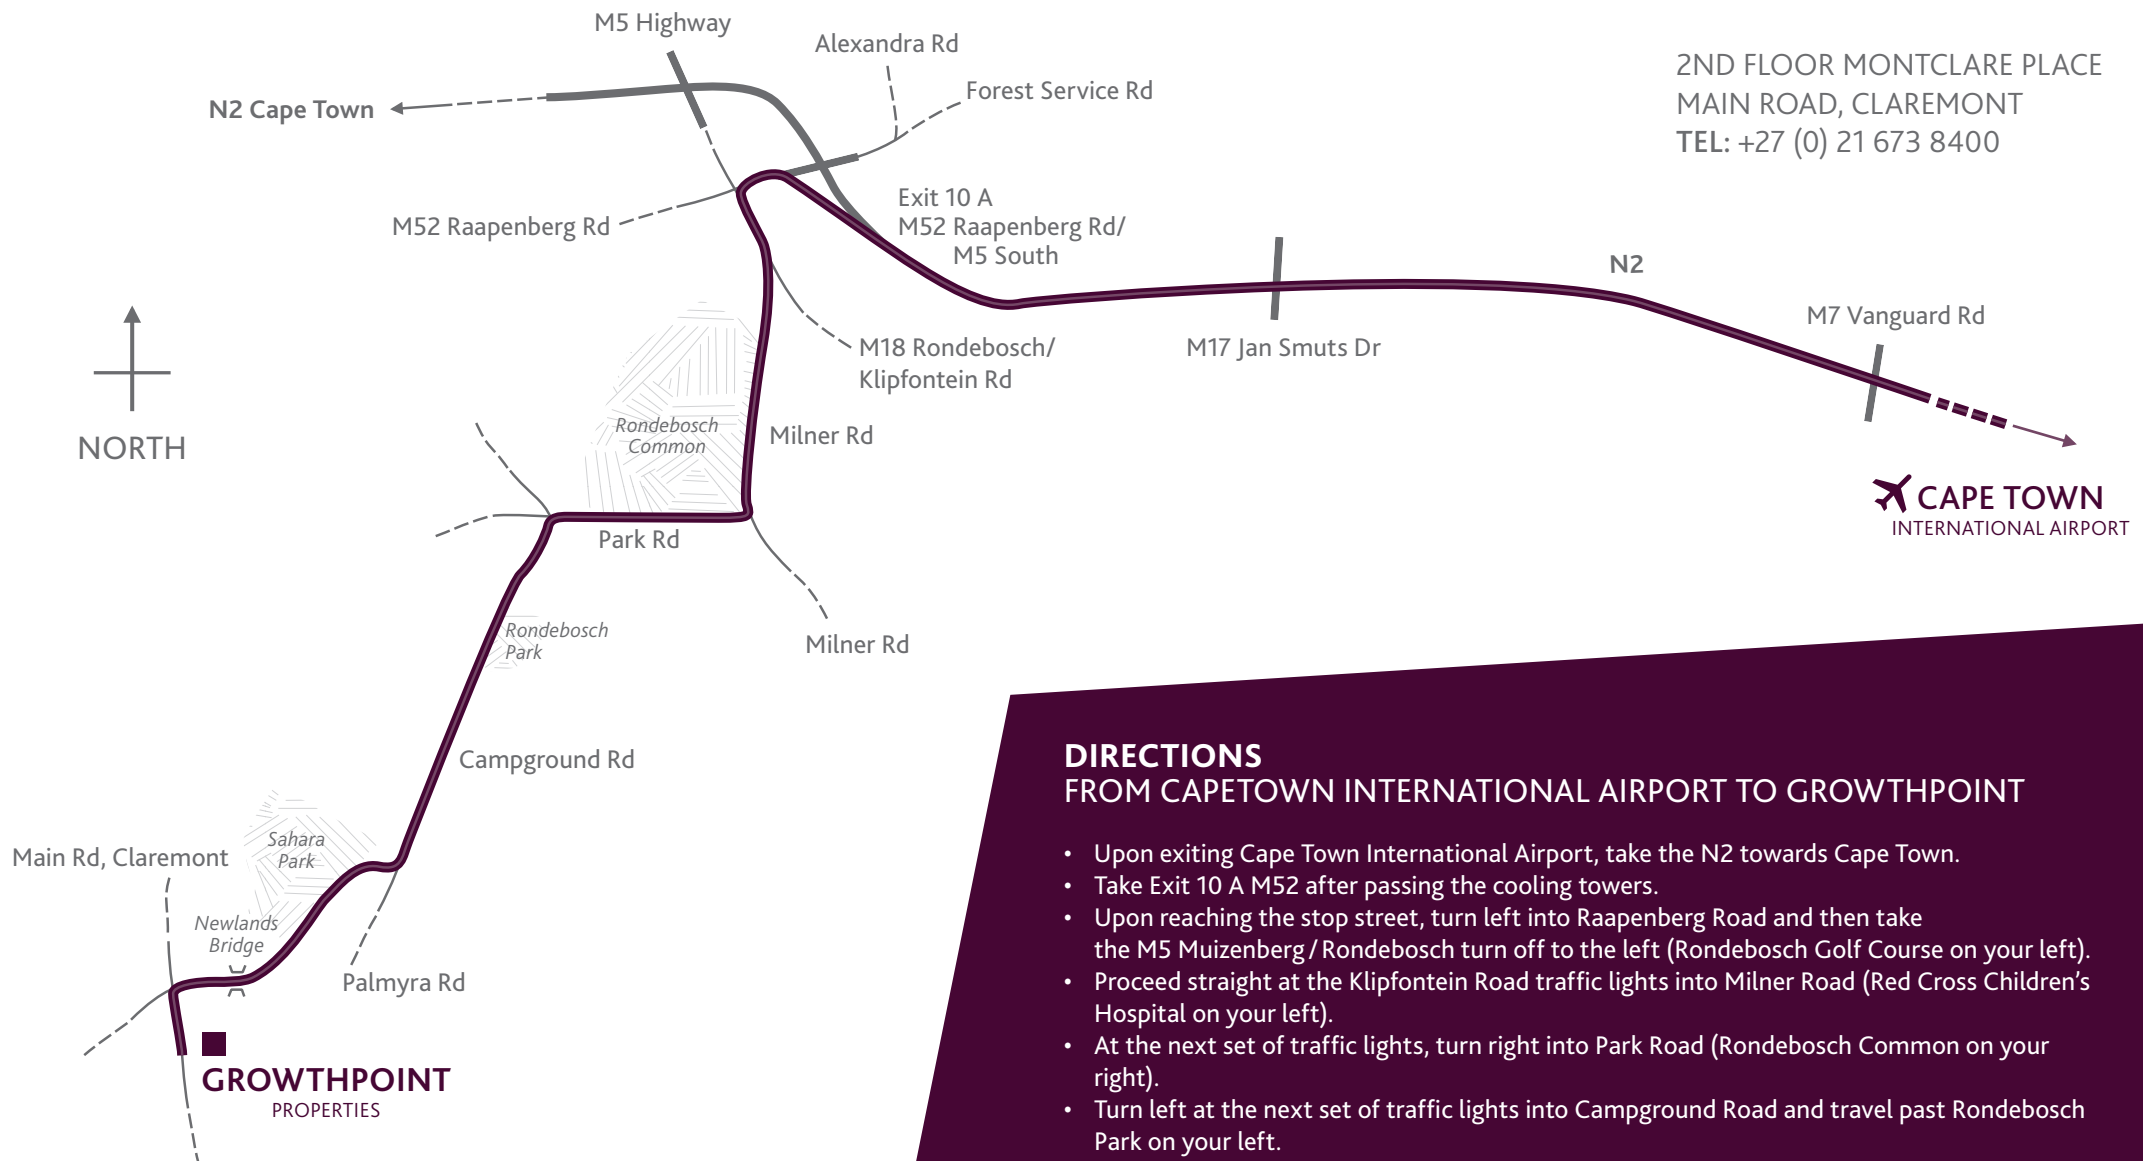 M5 Highway
Alexandra Rd
Forest Service Rd
N2 Cape Town
2ND FLOOR MONTCLARE PLACE
MAIN ROAD, CLAREMONT
TEL: +27 (0) 21 673 8400
Exit 10 A
M52 Raapenberg Rd/
M5 South
M52 Raapenberg Rd
N2
M7 Vanguard Rd
M18 Rondebosch/
Klipfontein Rd
M17 Jan Smuts Dr
NORTH
Rondebosch
Common
Milner Rd
CAPE TOWN
INTERNATIONAL AIRPORT
Park Rd
Rondebosch
Park
Milner Rd
Campground Rd
Main Rd, Claremont
Sahara
Park
Newlands
Bridge
Palmyra Rd
GROWTHPOINT
PROPERTIES
DIRECTIONS
FROM CAPETOWN INTERNATIONAL AIRPORT TO GROWTHPOINT
• Upon exiting Cape Town International Airport, take the N2 towards Cape Town.
• Take Exit 10 A M52 after passing the cooling towers.
• Upon reaching the stop street, turn left into Raapenberg Road and then take
the M5 Muizenberg/Rondebosch turn off to the left (Rondebosch Golf Course on your left).
• Proceed straight at the Klipfontein Road traffic lights into Milner Road (Red Cross Children's
Hospital on your left).
• At the next set of traffic lights, turn right into Park Road (Rondebosch Common on your
right).
• Turn left at the next set of traffic lights into Campground Road and travel past Rondebosch
Park on your left.